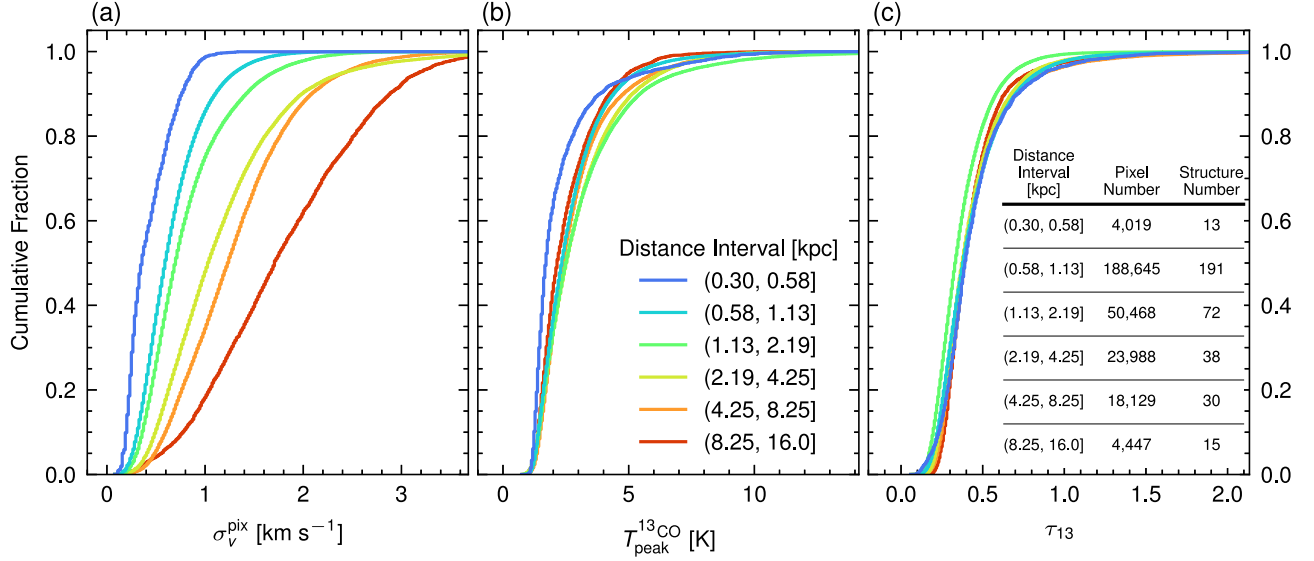 (a)
(b)
(c)
Cumulative Fraction
1.0
0.8
0.6
0.4
0.2
0.0
0 1 2 3
σ_v^pix [km s⁻¹]
Distance Interval [kpc]
(0.30, 0.58]
(0.58, 1.13]
(1.13, 2.19]
(2.19, 4.25]
(4.25, 8.25]
(8.25, 16.0]
0 5 10
T_peak^13CO [K]
Distance Interval [kpc] Pixel Number Structure Number
(0.30, 0.58] 4,019 13
(0.58, 1.13] 188,645 191
(1.13, 2.19] 50,468 72
(2.19, 4.25] 23,988 38
(4.25, 8.25] 18,129 30
(8.25, 16.0] 4,447 15
0.0 0.5 1.0 1.5 2.0
τ₁₃
1.0
0.8
0.6
0.4
0.2
0.0